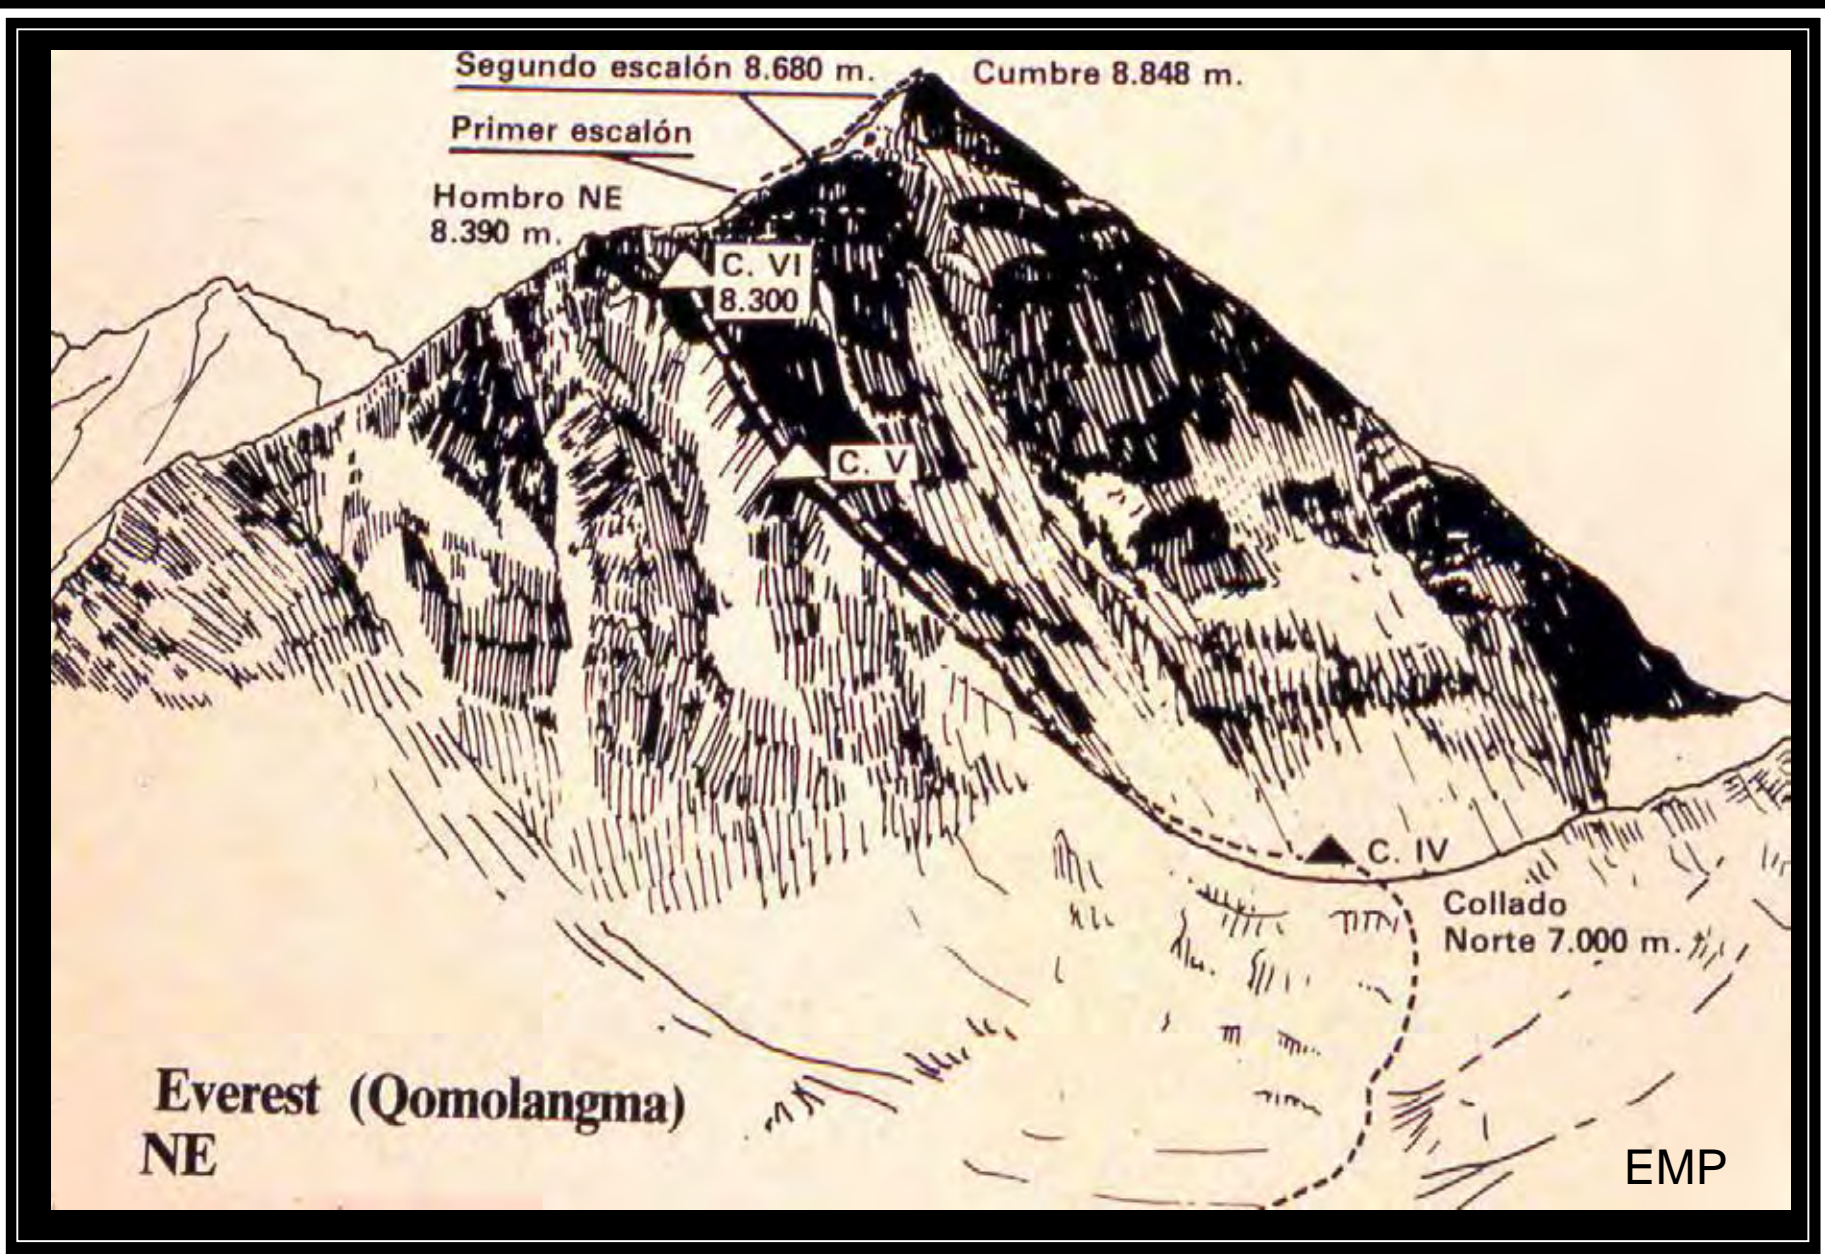 Segundo escalón 8.680 m.
Cumbre 8.848 m.
Primer escalón
Hombro NE
8.390 m.
C. VI
8.300
C. V
C. IV
Collado
Norte 7.000 m.
Everest (Qomolangma)
NE
EMP